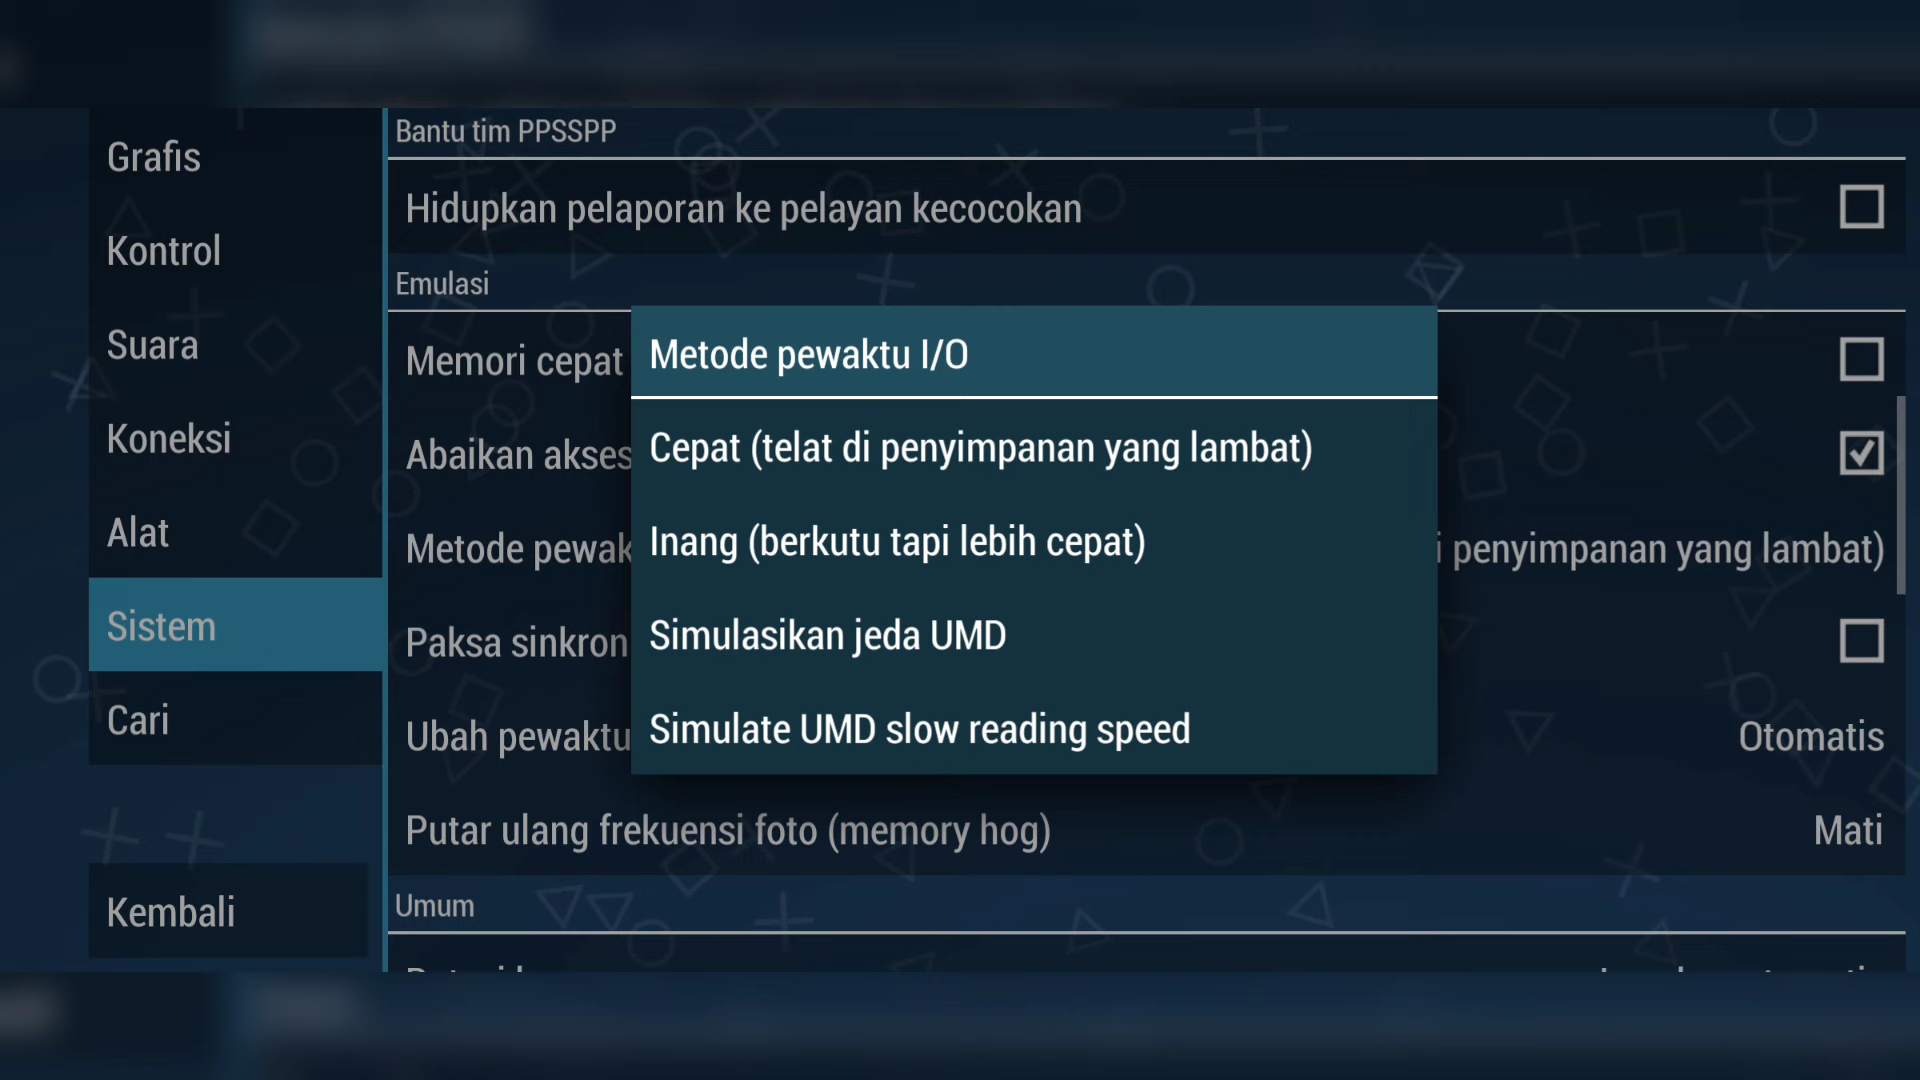 Grafis
Kontrol
Suara
Koneksi
Alat
Sistem
Cari
Kembali
Bantu tim PPSSPP
Hidupkan pelaporan ke pelayan kecocokan
Emulasi
Memori cepat
Abaikan akses
Metode
i penyimpanan yang lambat)
Paksa sinkron
Ubah pewaktu
Otomatis
Putar ulang frekuensi foto (memory hog)
Mati
Umum
Metode pewaktu I/O
Cepat (telat di penyimpanan yang lambat)
Inang (berkutu tapi lebih cepat)
Simulasikan jeda UMD
Simulate UMD slow reading speed